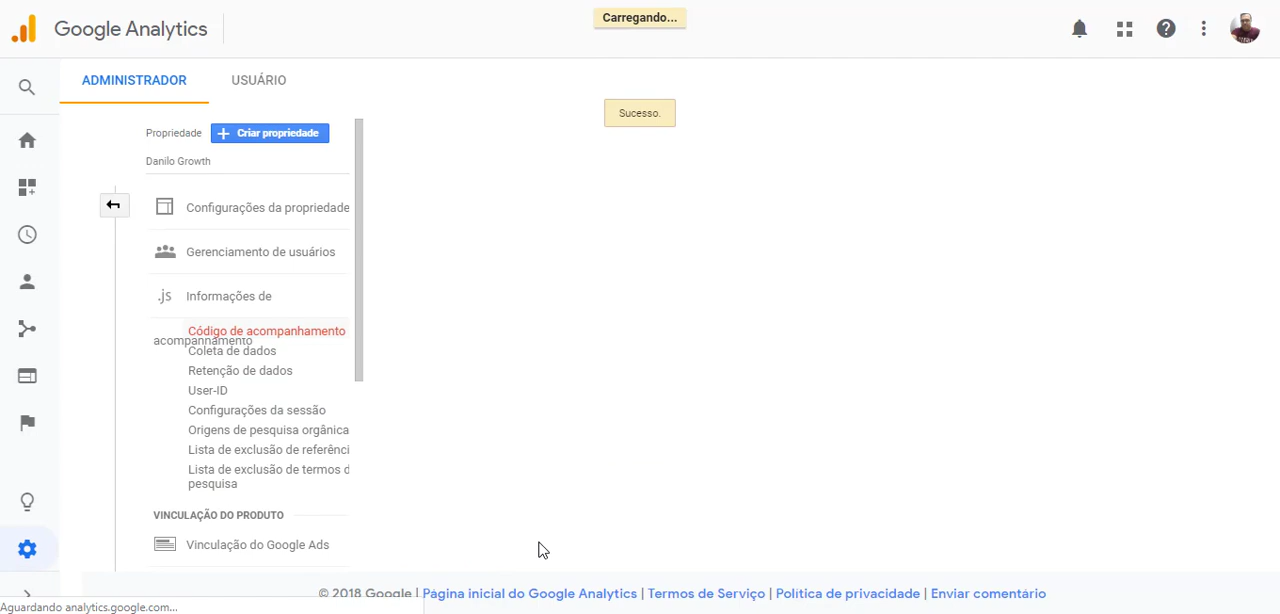 Google Analytics
Carregando...
ADMINISTRADOR
USUÁRIO
Sucesso.
Propriedade
Criar propriedade
Danilo Growth
Configurações da propriedade
Gerenciamento de usuários
.js Informações de
acompanhamento
Código de acompanhamento
Coleta de dados
Retenção de dados
User-ID
Configurações da sessão
Origens de pesquisa orgânica
Lista de exclusão de referênci
Lista de exclusão de termos d
pesquisa
VINCULAÇÃO DO PRODUTO
Vinculação do Google Ads
© 2018 Google | Página inicial do Google Analytics | Termos de Serviço | Política de privacidade | Enviar comentário
Aguardando analytics.google.com...